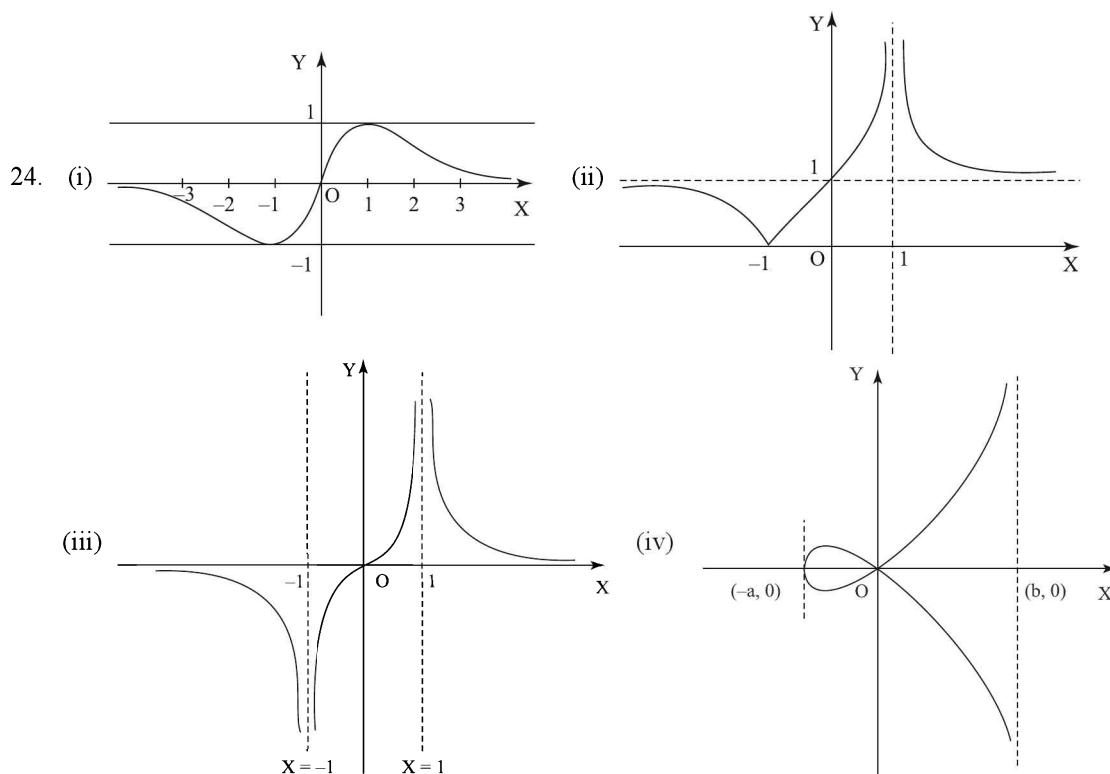 24. (i)
Y
1
–3 –2 –1 O 1 2 3 X
–1
(ii)
Y
1
–1 O 1 X
(iii)
Y
–1 O 1 X
X = –1 X = 1
(iv)
Y
(–a, 0) O (b, 0) X